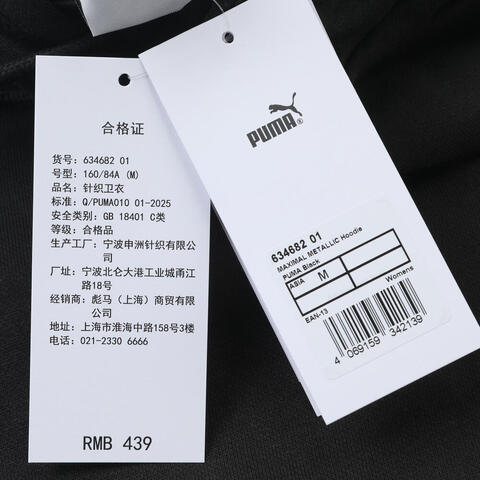 合格证
货号: 634682 01
号型: 160/84A (M)
品名: 针织卫衣
标准: Q/PUMA010 01-2025
安全类别: GB 18401 C类
等级: 合格品
生产工厂: 宁波申洲针织有限公
司
厂址: 宁波北仑大港工业城甬江
路18号
经销商: 彪马（上海）商贸有限
公司
地址: 上海市淮海中路158号3楼
电话: 021-2330 6666
RMB 439
PUMA
634682 01
MAXIMAL METALLIC Hoodie
PUMA Black
ASIA M
Womens
EAN-13
4 069159 342139